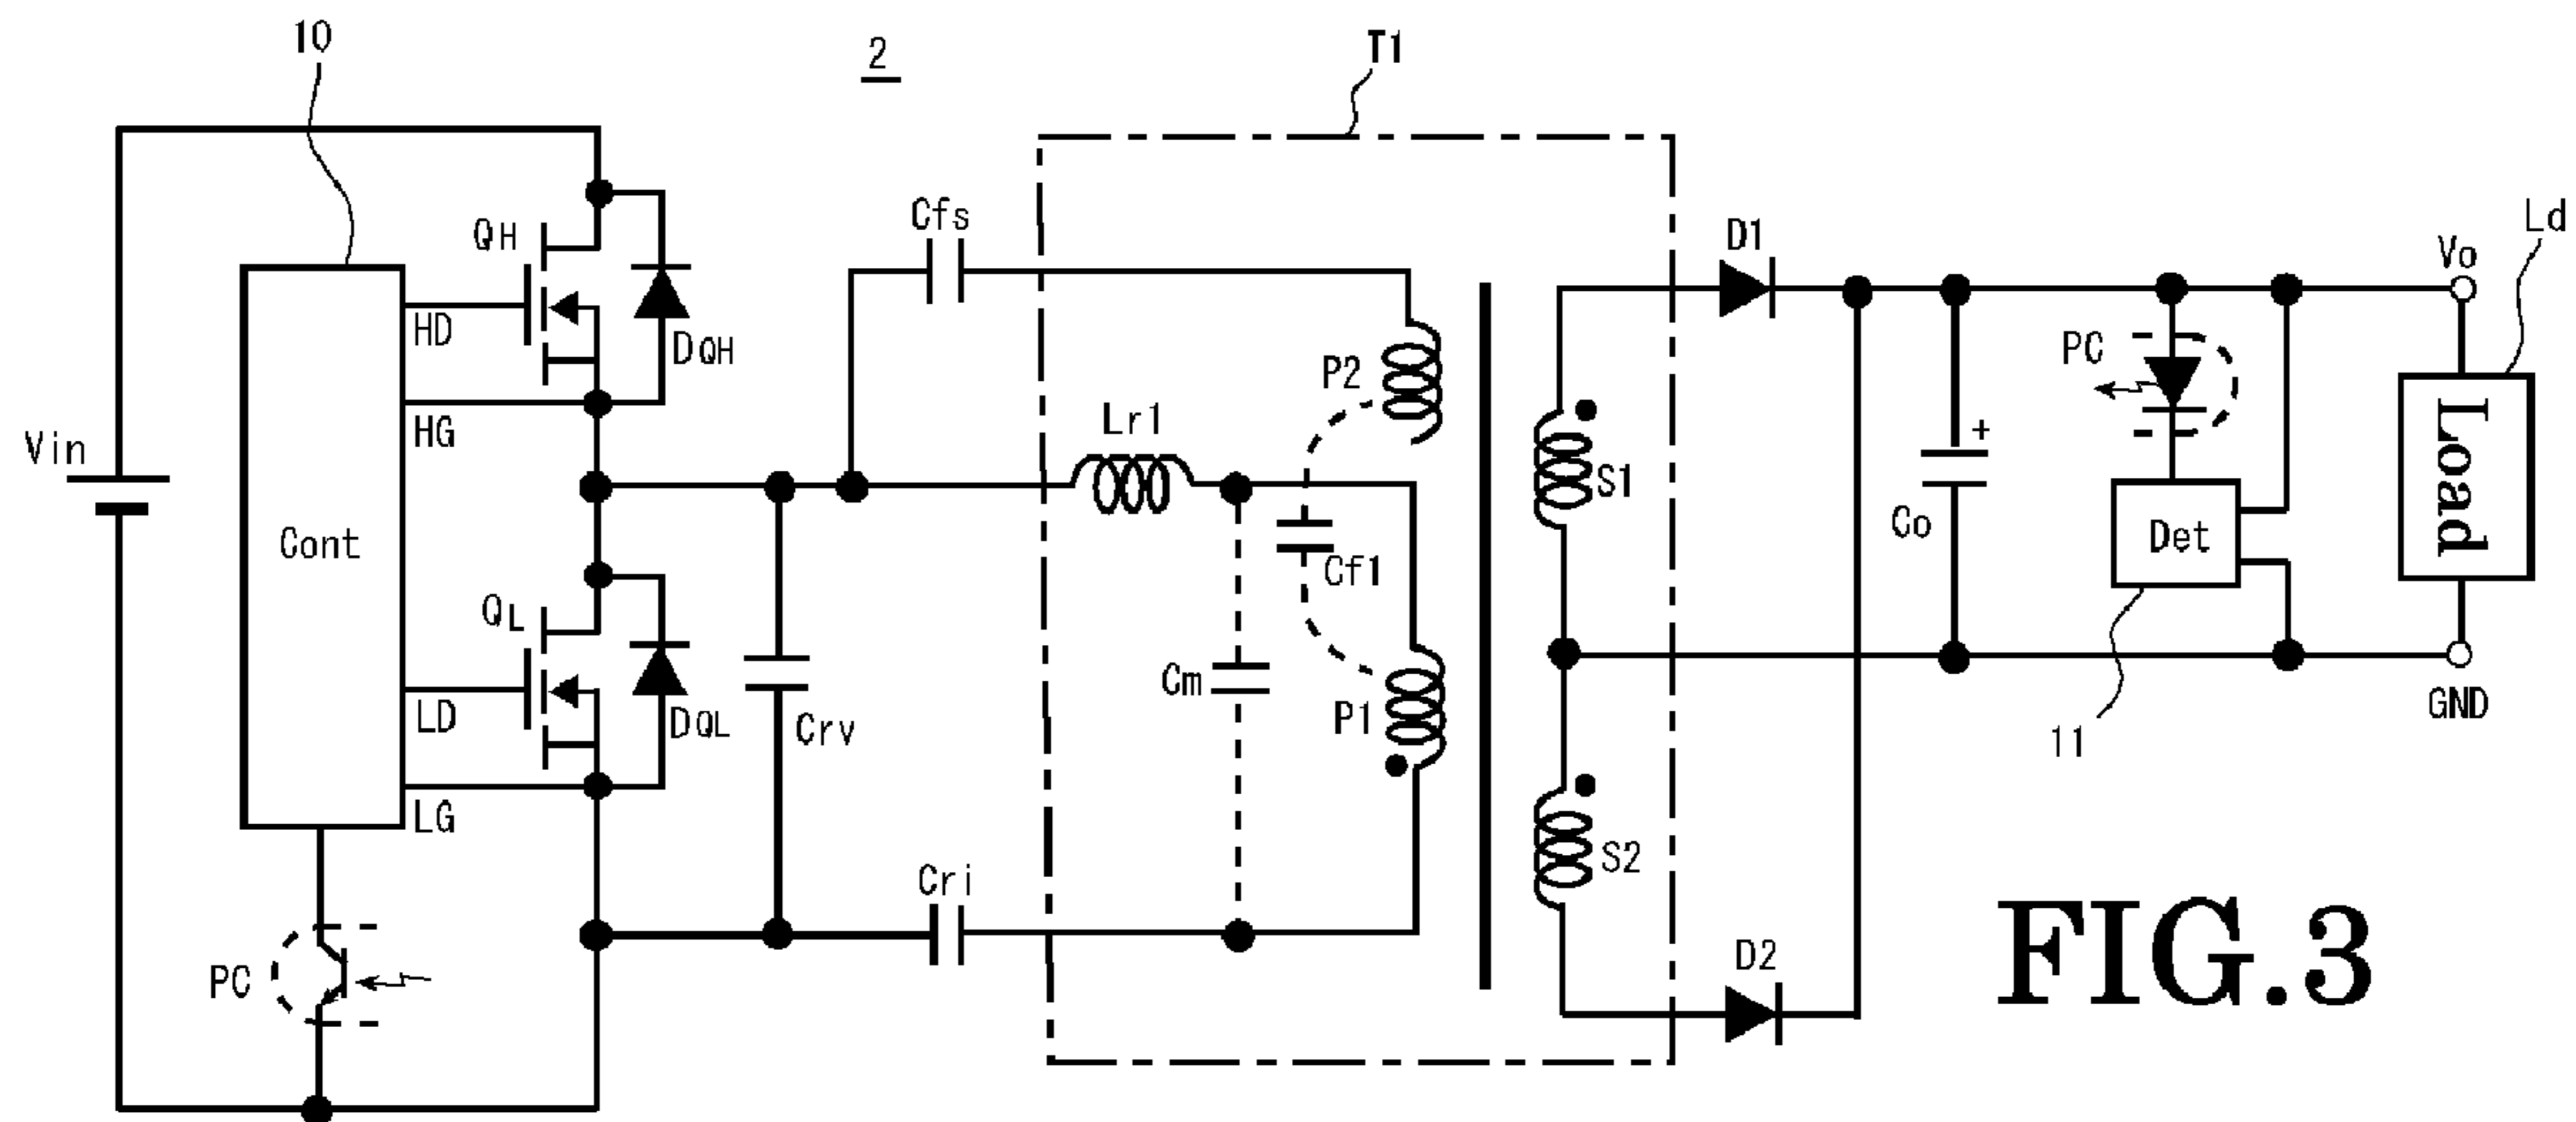 10
2
T1
Cfs
QH
D1
Ld
Vo
HD
DQH
P2
PC
HG
Lr1
Vin
S1
+
Load
Co
Det
Cont
Cf1
QL
Cm
LD
DQL
Crv
P1
GND
11
LG
S2
Cri
D2
PC
FIG.3